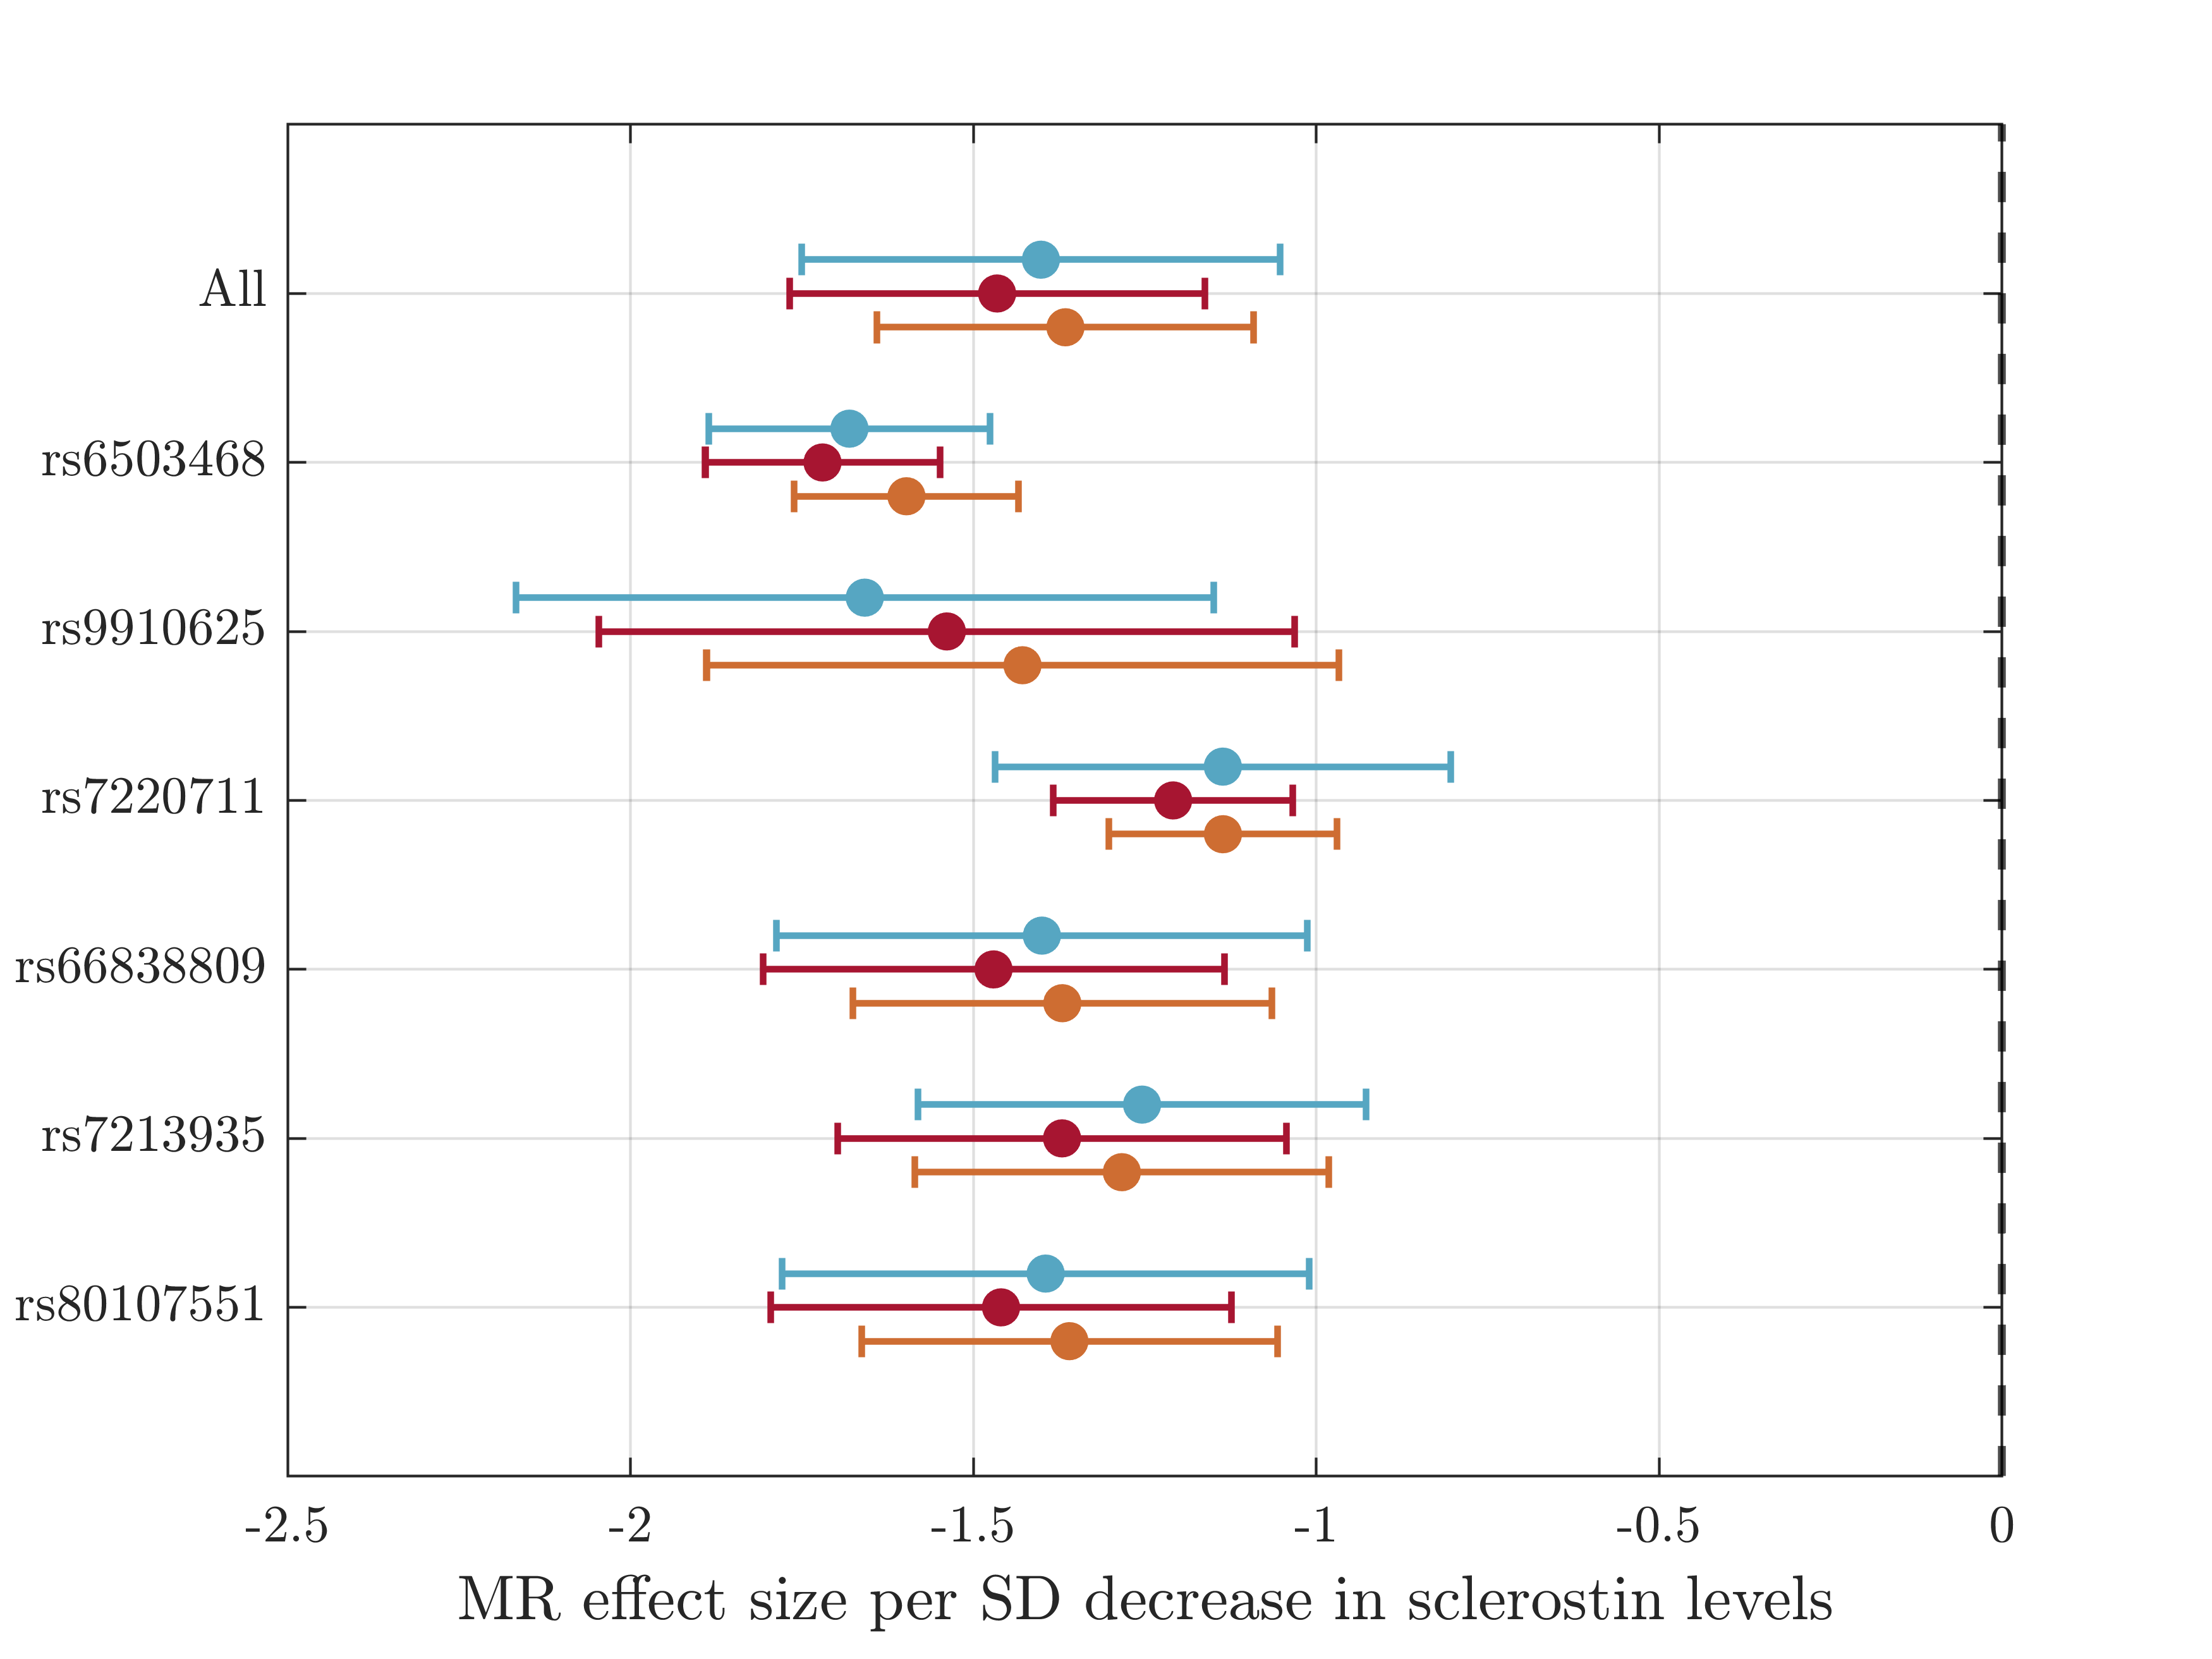 All
rs6503468
rs9910625
rs7220711
rs66838809
rs7213935
rs80107551
-2.5 -2 -1.5 -1 -0.5 0
MR effect size per SD decrease in sclerostin levels